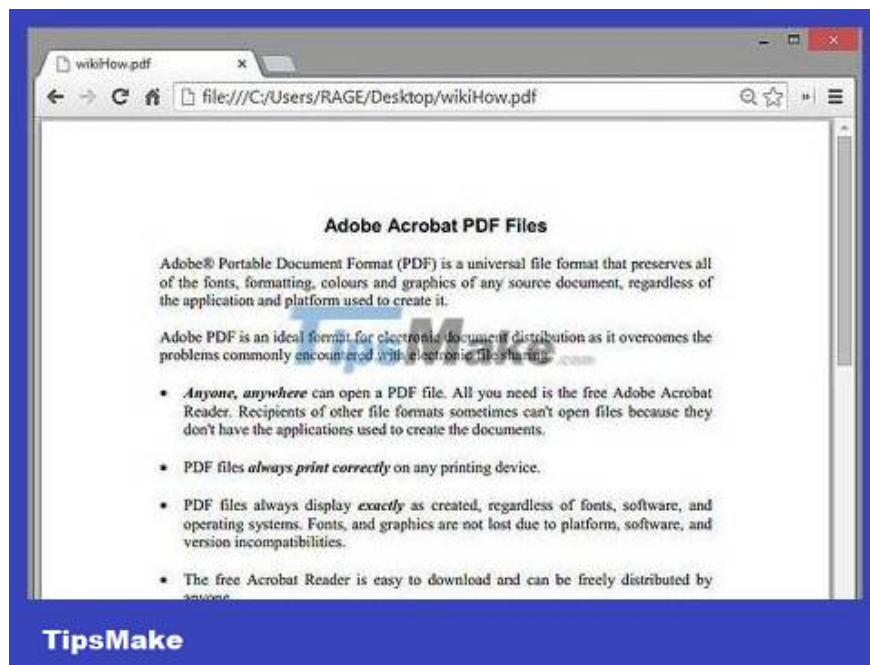 wikiHow.pdf
file:///C:/Users/RAGE/Desktop/wikiHow.pdf
Adobe Acrobat PDF Files
Adobe® Portable Document Format (PDF) is a universal file format that preserves all
of the fonts, formatting, colours and graphics of any source document, regardless of
the application and platform used to create it.
Adobe PDF is an ideal format for electronic document distribution as it overcomes the
problems commonly encountered with electronic file sharing.
TipsMake.com
• Anyone, anywhere can open a PDF file. All you need is the free Adobe Acrobat
Reader. Recipients of other file formats sometimes can't open files because they
don't have the applications used to create the documents.
• PDF files always print correctly on any printing device.
• PDF files always display exactly as created, regardless of fonts, software, and
operating systems. Fonts, and graphics are not lost due to platform, software, and
version incompatibilities.
• The free Acrobat Reader is easy to download and can be freely distributed by
anyone.
TipsMake